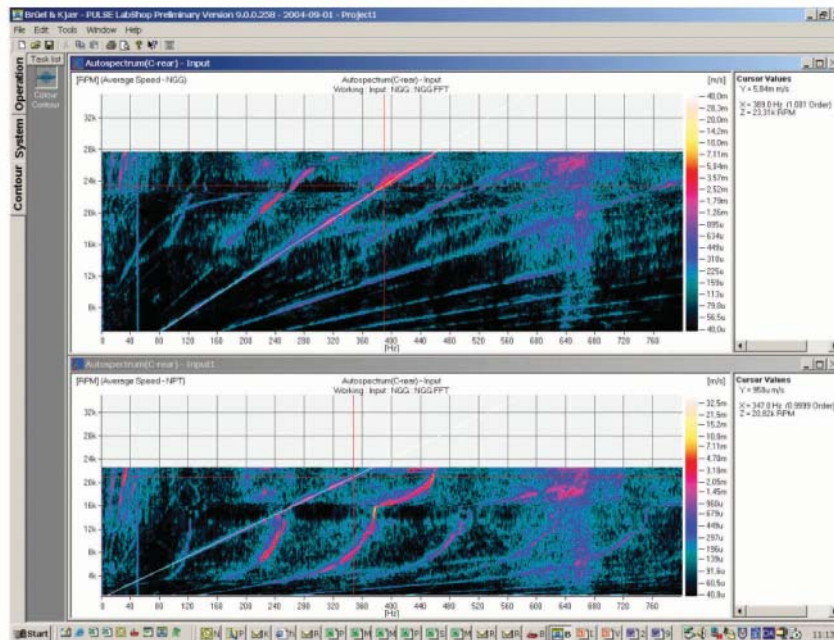 Brüel & Kjær - PULSE LabShop Preliminary Version 9.0.0.258 - 2004-09-01 - Project1
File Edit Tools Window Help
Operation
System
Contour
Task list
Colour
Contour
Autospectrum(C-rear) - Input
[RPM] (Average Speed - NGG)
Autospectrum(C-rear) - Input
Working : Input : NGG : NGG FFT
[m/s]
32k
28k
24k
20k
16k
12k
8k
0 40 80 120 160 200 240 280 320 360 400 440 480 520 560 600 640 680 720 760
[Hz]
40,0m
28,3m
20,0m
14,2m
10,0m
7,11m
5,04m
3,57m
2,52m
1,79m
1,26m
895u
634u
449u
318u
225u
159u
113u
79,8u
56,5u
40,0u
Cursor Values
Y = 5,84m m/s
X = 389,0 Hz (1,001 Order)
Z = 23,31k RPM
Autospectrum(C-rear) - Input1
[RPM] (Average Speed - NPT)
Autospectrum(C-rear) - Input
Working : Input : NGG : NGG FFT
[m/s]
32k
28k
24k
20k
16k
12k
8k
4k
0 40 80 120 160 200 240 280 320 360 400 440 480 520 560 600 640 680 720 760
[Hz]
32,5m
21,5m
15,2m
10,0m
7,11m
4,70m
3,10m
2,05m
1,45m
960u
679u
449u
297u
196u
139u
91,6u
60,5u
40,0u
Cursor Values
Y = 959u m/s
X = 347,0 Hz (0,9999 Order)
Z = 20,82k RPM
Start